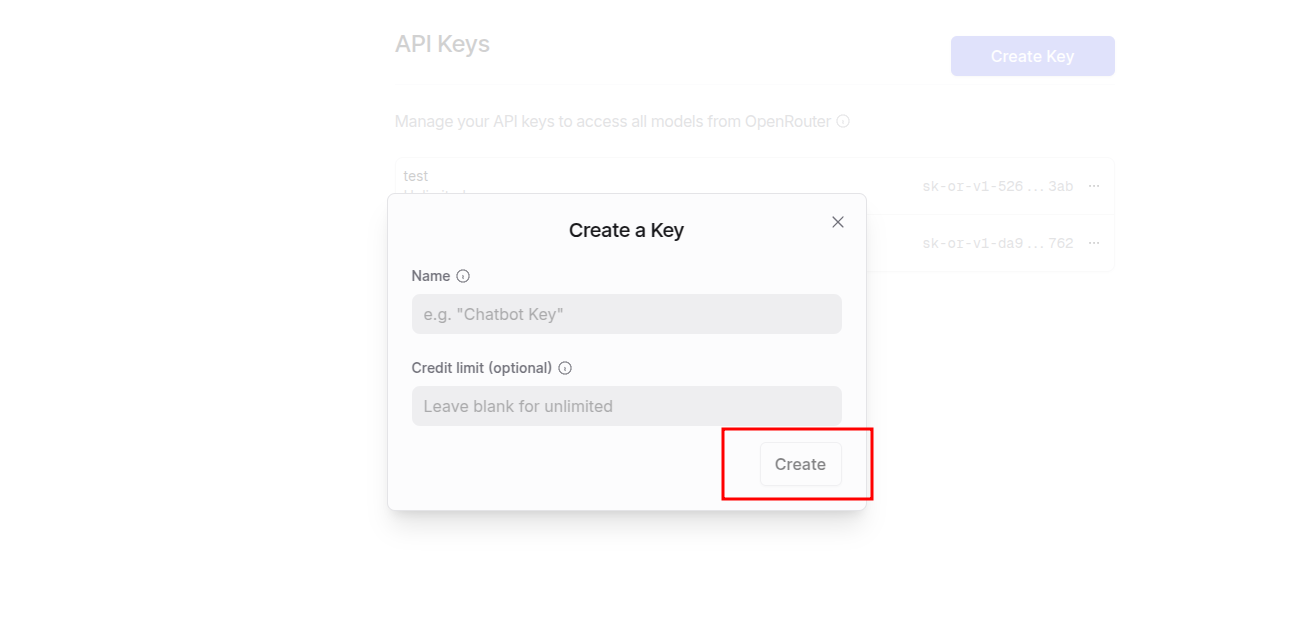 API Keys
Create Key
Manage your API keys to access all models from OpenRouter
test
sk-or-v1-526...3ab
sk-or-v1-da9...762
Create a Key
Name
e.g. "Chatbot Key"
Credit limit (optional)
Leave blank for unlimited
Create